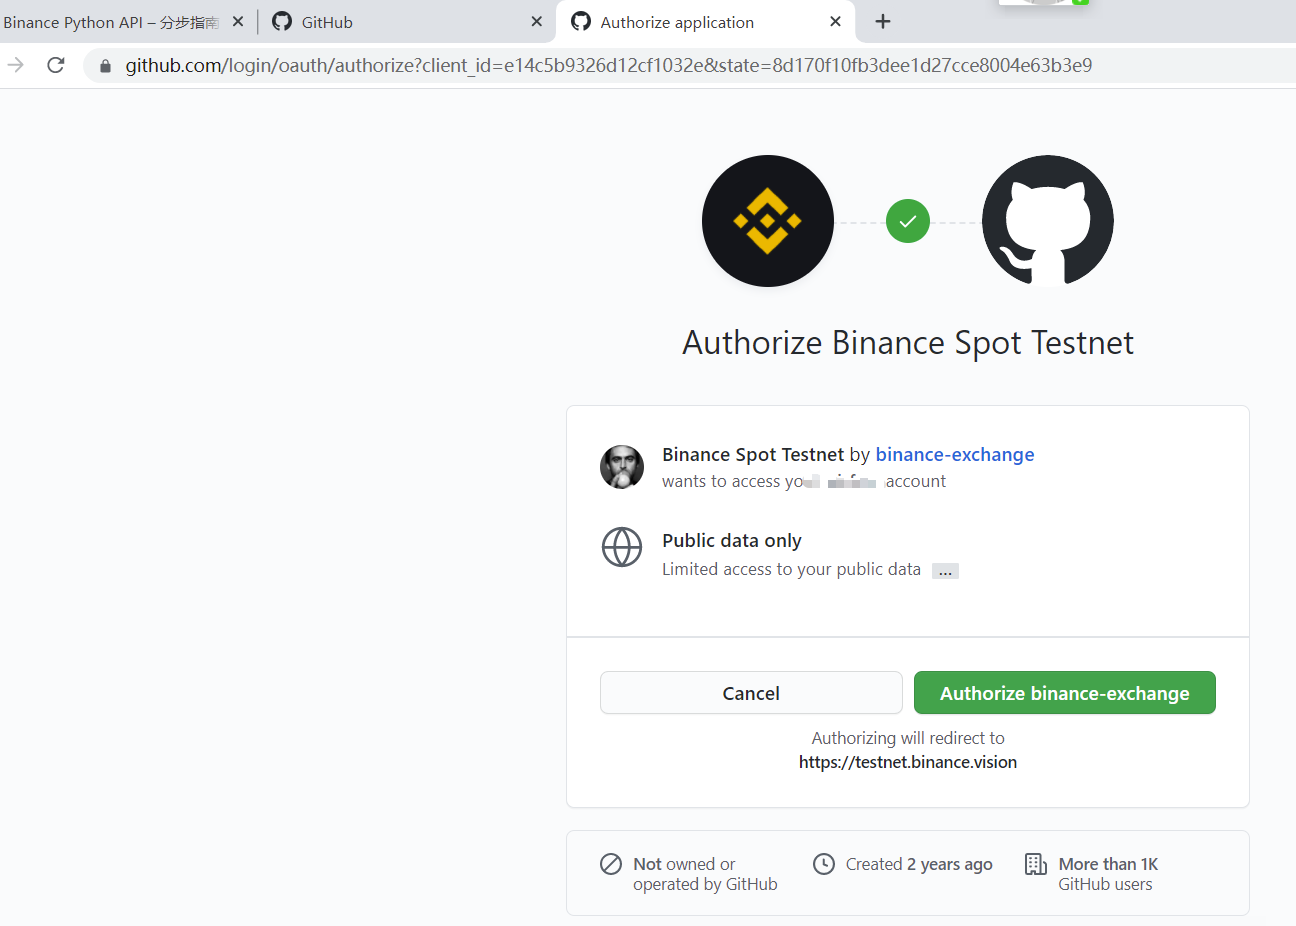 Binance Python API – 分步指南
GitHub
Authorize application
github.com/login/oauth/authorize?client_id=e14c5b9326d12cf1032e&state=8d170f10fb3dee1d27cce8004e63b3e9
Authorize Binance Spot Testnet
Binance Spot Testnet by binance-exchange
wants to access account
Public data only
Limited access to your public data ...
Cancel
Authorize binance-exchange
Authorizing will redirect to
https://testnet.binance.vision
Not owned or
operated by GitHub
Created 2 years ago
More than 1K
GitHub users